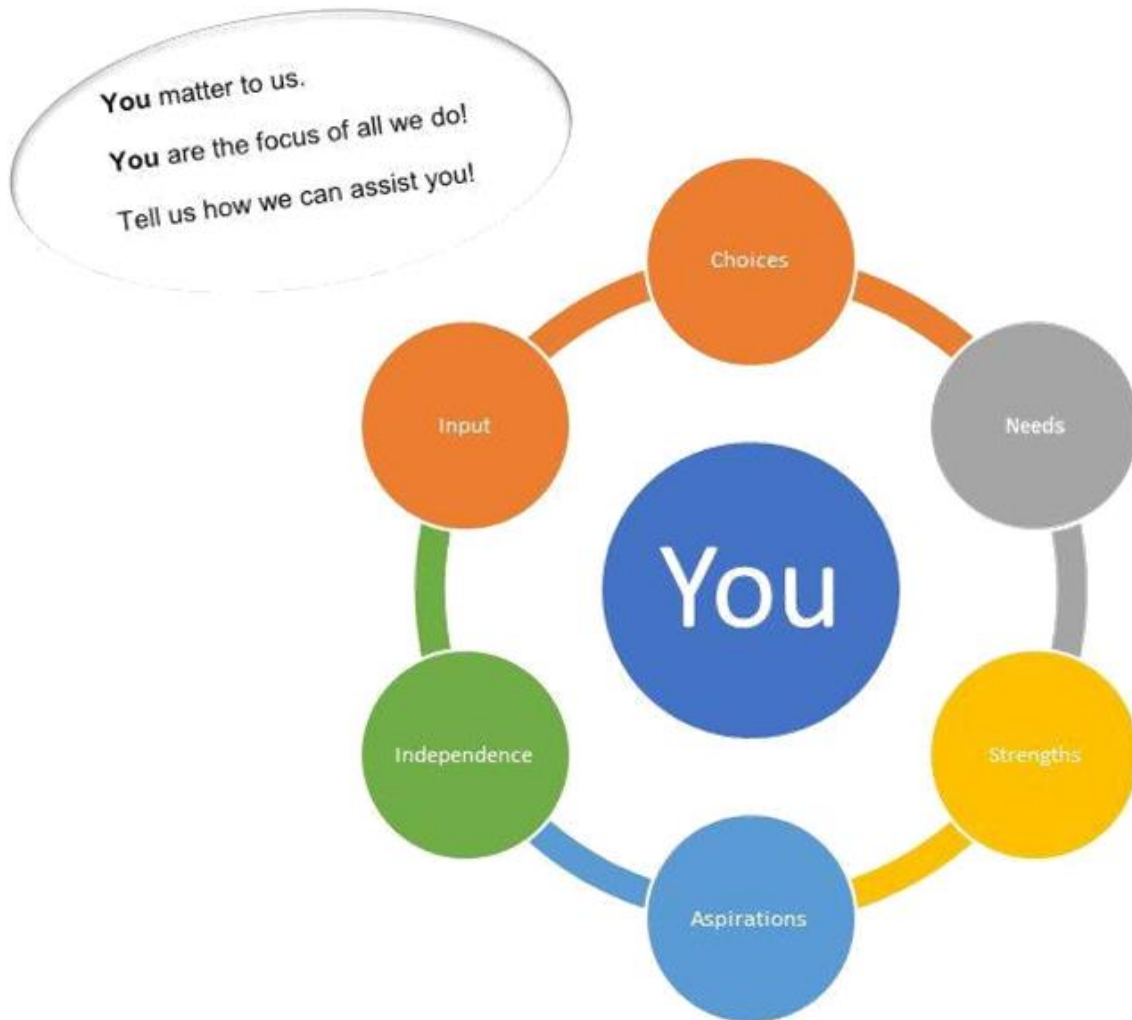 You matter to us.
You are the focus of all we do!
Tell us how we can assist you!
Choices
Input
Needs
You
Independence
Strengths
Aspirations